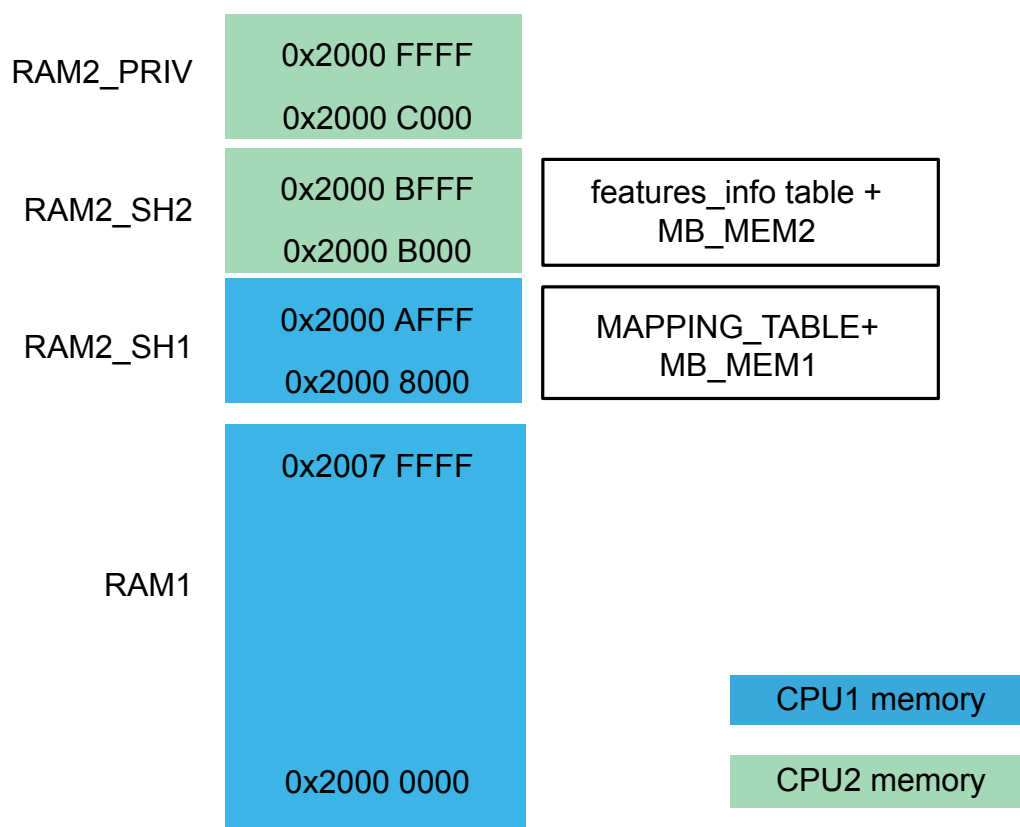 RAM2_PRIV
0x2000 FFFF
0x2000 C000
RAM2_SH2
0x2000 BFFF
0x2000 B000
features_info table +
MB_MEM2
RAM2_SH1
0x2000 AFFF
0x2000 8000
MAPPING_TABLE+
MB_MEM1
RAM1
0x2007 FFFF
0x2000 0000
CPU1 memory
CPU2 memory